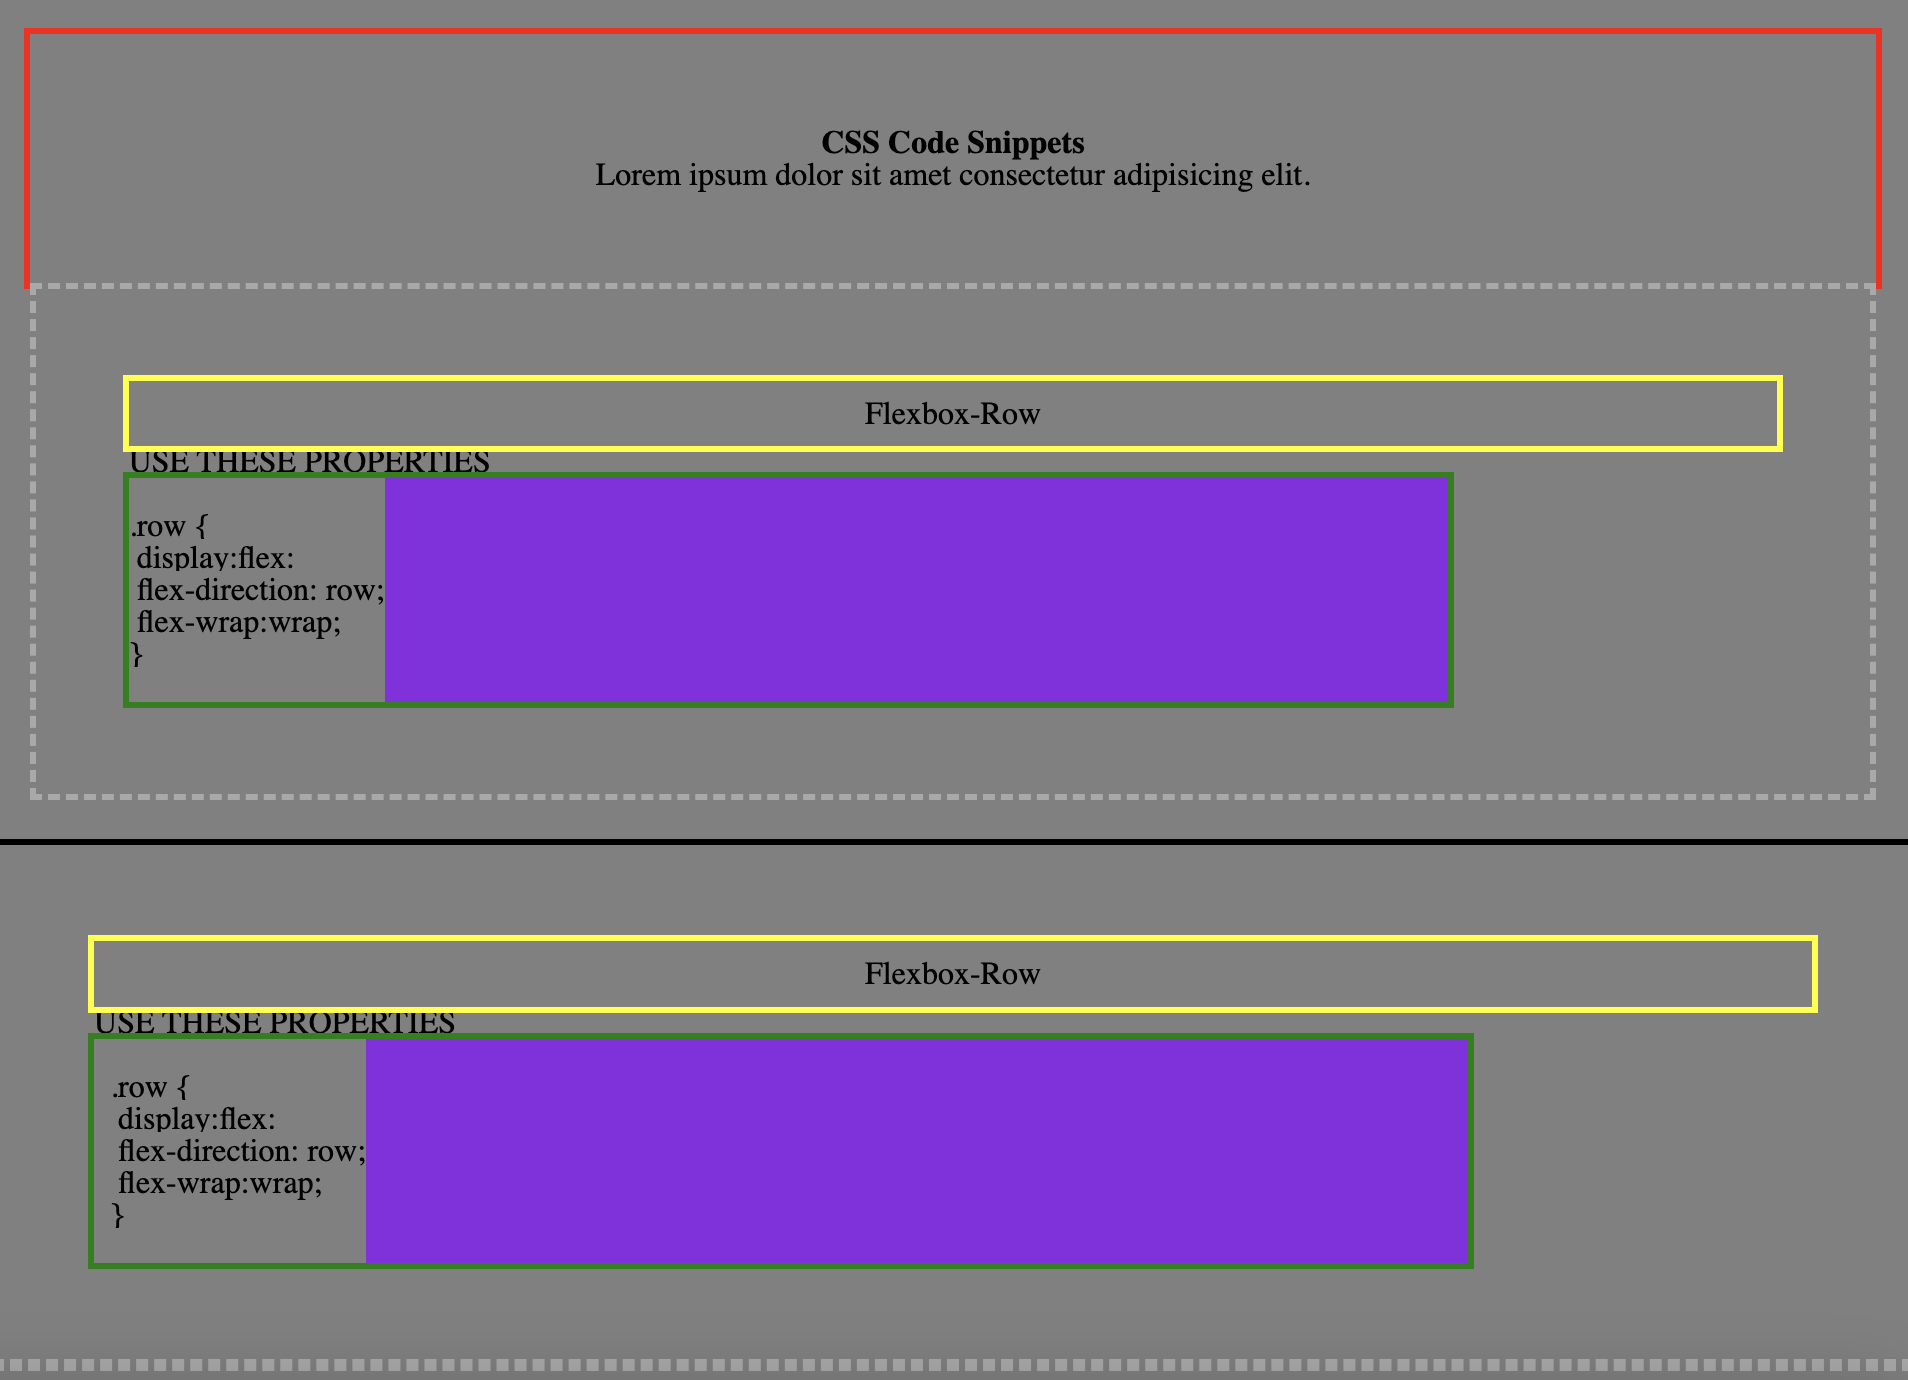 CSS Code Snippets
Lorem ipsum dolor sit amet consectetur adipisicing elit.
Flexbox-Row
USE THESE PROPERTIES
.row {
display:flex:
flex-direction: row;
flex-wrap:wrap;
}
Flexbox-Row
USE THESE PROPERTIES
.row {
display:flex:
flex-direction: row;
flex-wrap:wrap;
}